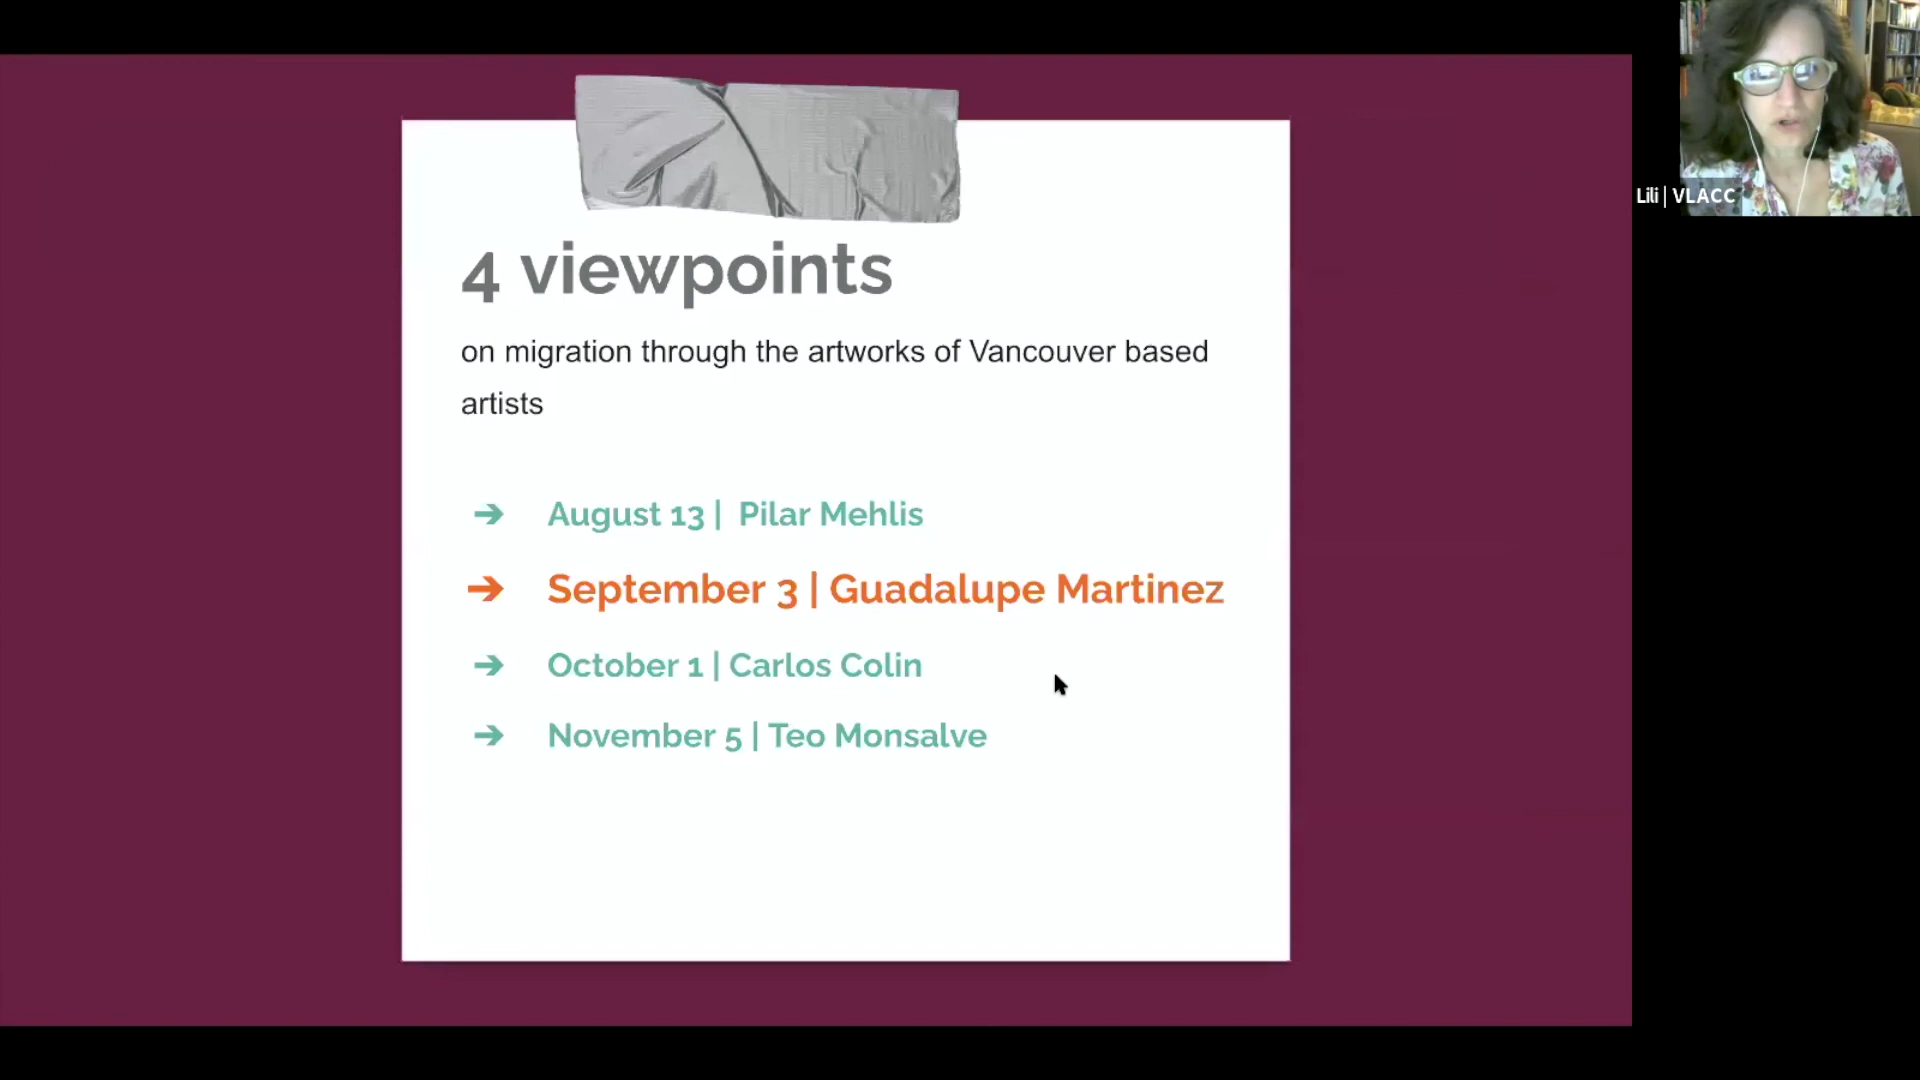 4 viewpoints
on migration through the artworks of Vancouver based
artists
➔ August 13 | Pilar Mehlis
➔ September 3 | Guadalupe Martinez
➔ October 1 | Carlos Colin
➔ November 5 | Teo Monsalve
Lili | VLACC